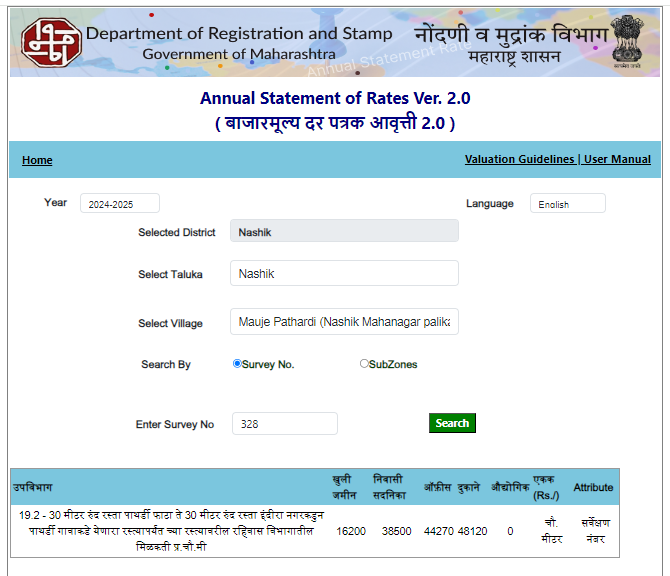 Department of Registration and Stamp
Government of Maharashtra
नोंदणी व मुद्रांक विभाग
महाराष्ट्र शासन
Annual Statement Rate
Annual Statement of Rates Ver. 2.0
( बाजारमूल्य दर पत्रक आवृत्ती 2.0 )
Home
Valuation Guidelines | User Manual
Year 2024-2025 Language English
Selected District Nashik
Select Taluka Nashik
Select Village Mauje Pathardi (Nashik Mahanagar palika
Search By Survey No. SubZones
Enter Survey No 328 Search
उपविभाग खुली जमीन निवासी सदनिका ऑफ़ीस दुकाने औद्योगिक एकक (Rs./) Attribute
19.2 - 30 मीटर रुंद रस्ता पाथर्डी फाटा ते 30 मीटर रुंद रस्ता इंदीरा नगरकडुन
पाथर्डी गावाकडे येणारा रस्त्यापर्यंत च्या रस्त्यावरील रहिवास विभागातील
मिळकती प्र.चौ.मी
16200 38500 44270 48120 0 चौ. मीटर सर्वेक्षण नंबर